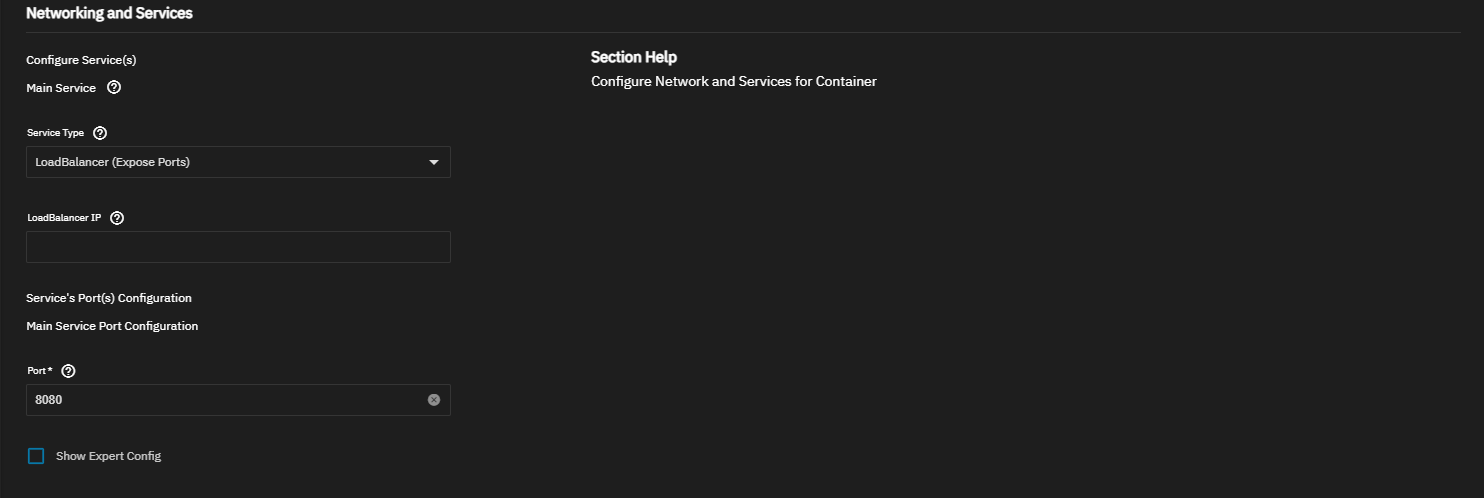 Networking and Services
Configure Service(s)
Section Help
Configure Network and Services for Container
Main Service
Service Type
LoadBalancer (Expose Ports)
LoadBalancer IP
Service's Port(s) Configuration
Main Service Port Configuration
Port *
8080
Show Expert Config